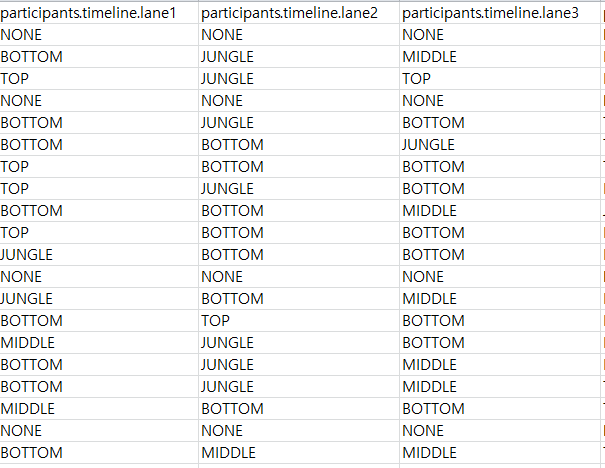 participants.timeline.lane1 participants.timeline.lane2 participants.timeline.lane3
NONE NONE NONE
BOTTOM JUNGLE MIDDLE
TOP JUNGLE TOP
NONE NONE NONE
BOTTOM JUNGLE BOTTOM
BOTTOM BOTTOM JUNGLE
TOP BOTTOM BOTTOM
TOP JUNGLE BOTTOM
BOTTOM BOTTOM MIDDLE
TOP BOTTOM BOTTOM
JUNGLE BOTTOM BOTTOM
NONE NONE NONE
JUNGLE BOTTOM MIDDLE
BOTTOM TOP BOTTOM
MIDDLE JUNGLE BOTTOM
BOTTOM JUNGLE MIDDLE
BOTTOM JUNGLE MIDDLE
MIDDLE BOTTOM BOTTOM
NONE NONE NONE
BOTTOM MIDDLE MIDDLE